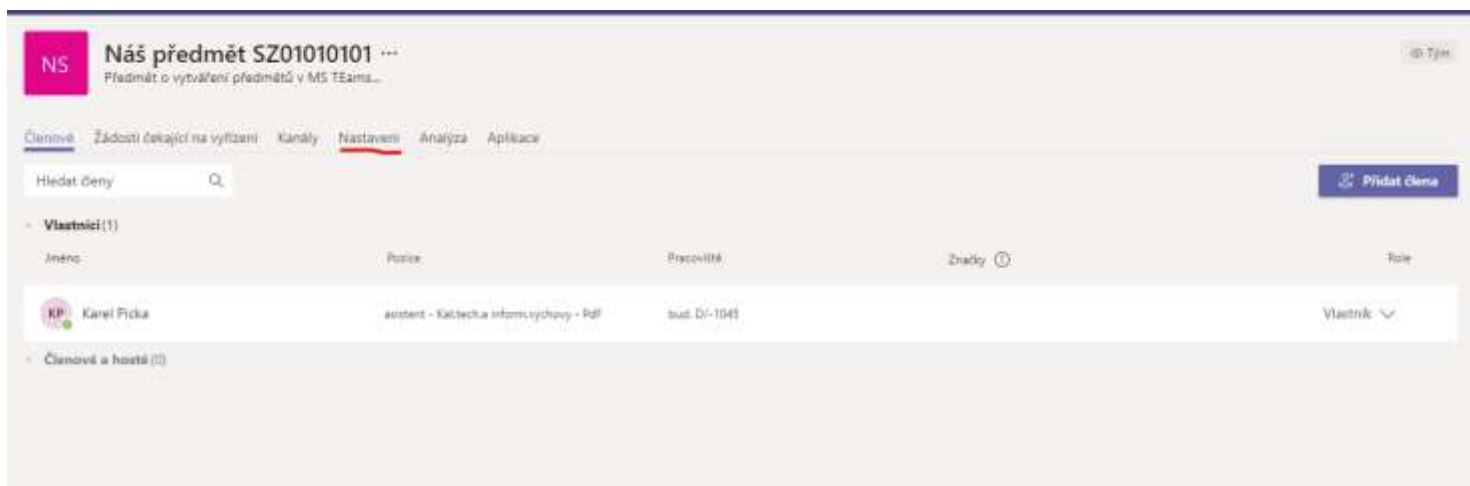 NS
Náš předmět SZ01010101 ...
Předmět o vytváření předmětů v MS TEams...
Tým
Členové Žádosti čekající na vyřízení Kanály Nastavení Analýza Aplikace
Hledat členy Přidat člena
Vlastníci (1)
Jméno Pozice Pracoviště Značky Role
KP Karel Picka asistent - Kat.tech.a inform.výchovy - PdF bud. D/-1045 Vlastník
Členové a hosté (0)